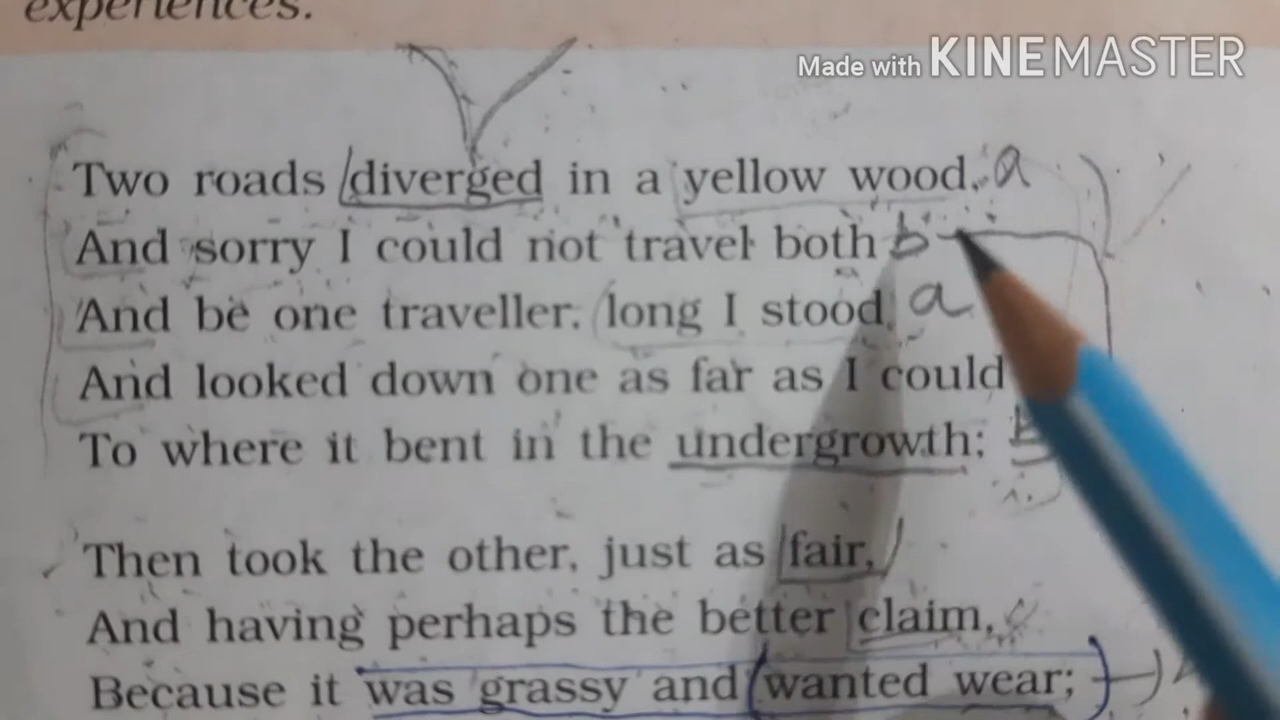 experiences.
Made with KINEMASTER
Two roads diverged in a yellow wood, a
And sorry I could not travel both b
And be one traveller, long I stood a
And looked down one as far as I could
To where it bent in the undergrowth; b
Then took the other, just as fair,
And having perhaps the better claim, c
Because it was grassy and wanted wear;